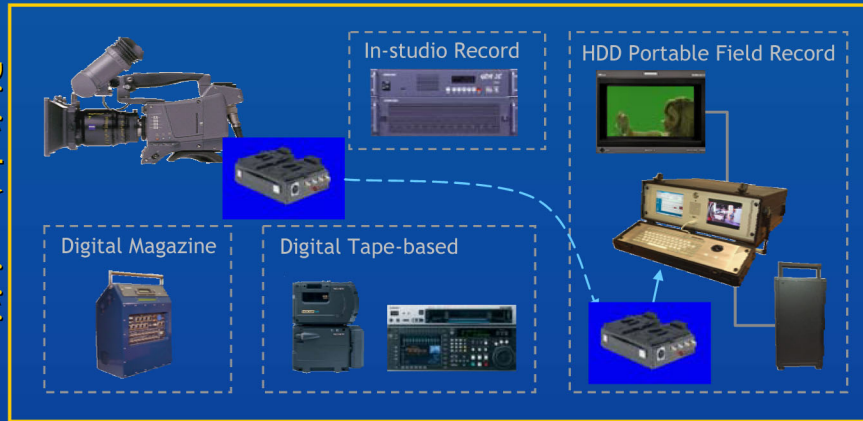 In-studio Record
HDD Portable Field Record
Digital Magazine
Digital Tape-based